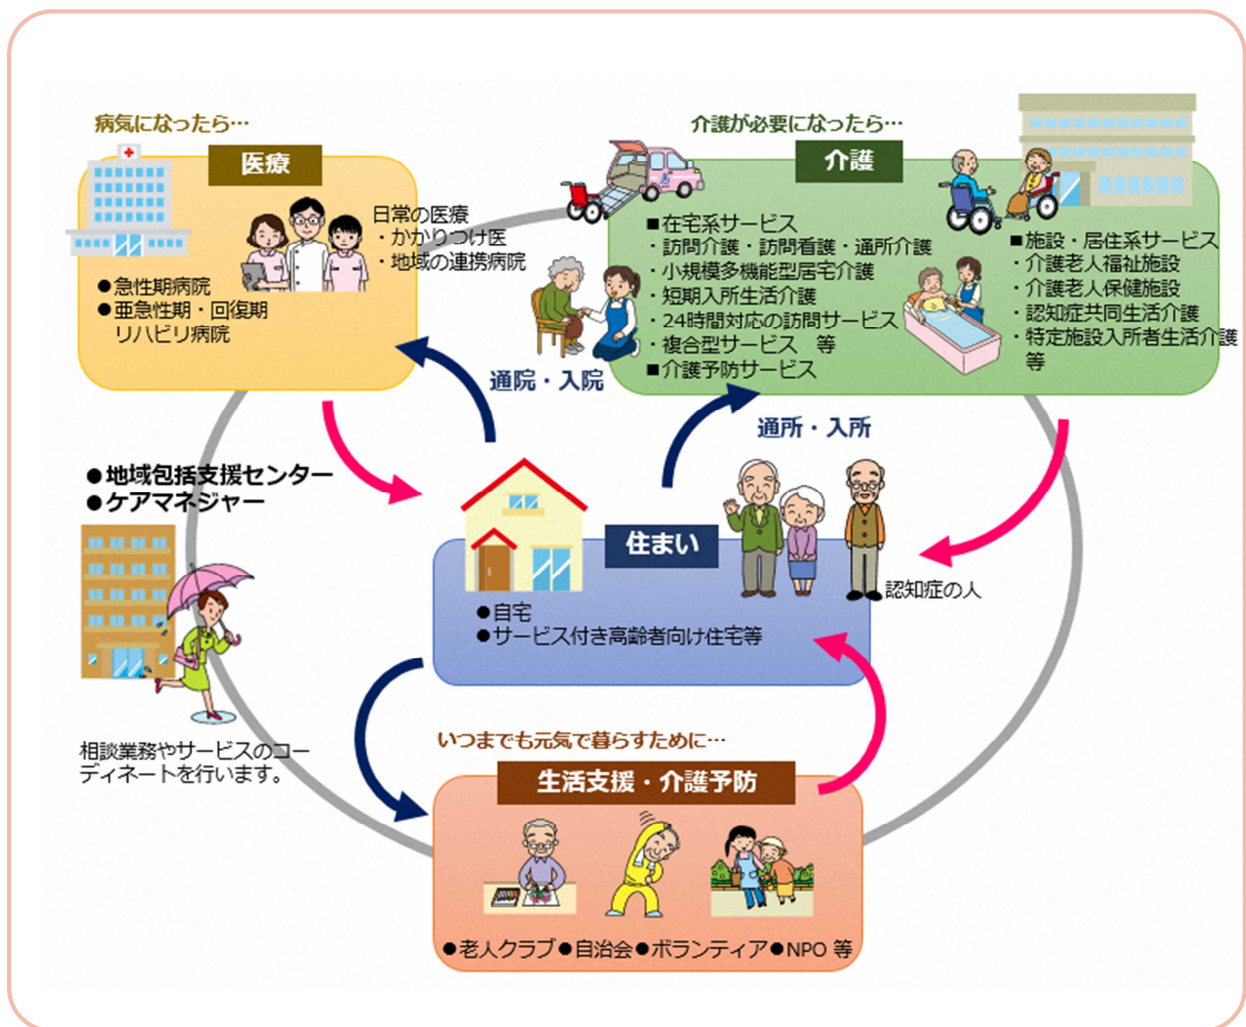 病気になったら…
医療
日常の医療
・かかりつけ医
・地域の連携病院
●急性期病院
●亜急性期・回復期
リハビリ病院
介護が必要になったら…
介護
■在宅系サービス
・訪問介護・訪問看護・通所介護
・小規模多機能型居宅介護
・短期入所生活介護
・24時間対応の訪問サービス
・複合型サービス 等
■介護予防サービス
■施設・居住系サービス
・介護老人福祉施設
・介護老人保健施設
・認知症共同生活介護
・特定施設入所者生活介護
等
通院・入院
通所・入所
●地域包括支援センター
●ケアマネジャー
相談業務やサービスのコー
ディネートを行います。
住まい
●自宅
●サービス付き高齢者向け住宅等
認知症の人
いつまでも元気で暮らすために…
生活支援・介護予防
●老人クラブ●自治会●ボランティア●NPO 等